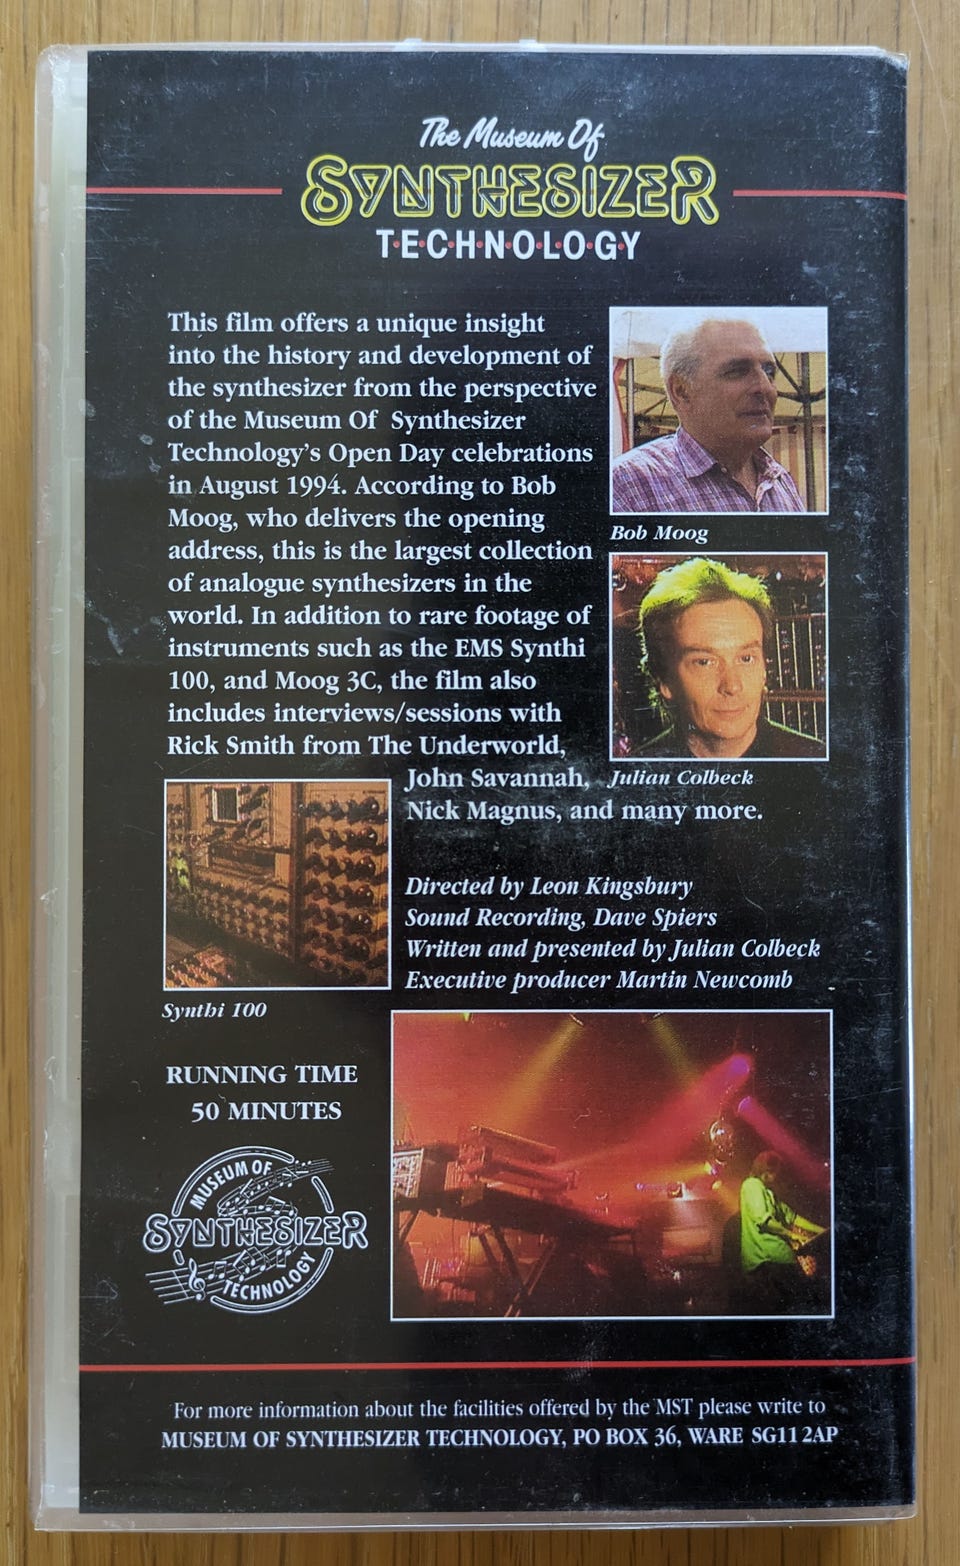 The Museum Of
SYNTHESIZER
T·E·C·H·N·O·L·O·G·Y
This film offers a unique insight
into the history and development of
the synthesizer from the perspective
of the Museum Of Synthesizer
Technology's Open Day celebrations
in August 1994. According to Bob
Moog, who delivers the opening
address, this is the largest collection
of analogue synthesizers in the
world. In addition to rare footage of
instruments such as the EMS Synthi
100, and Moog 3C, the film also
includes interviews/sessions with
Rick Smith from The Underworld,
John Savannah,
Nick Magnus, and many more.
Bob Moog
Julian Colbeck
Directed by Leon Kingsbury
Sound Recording, Dave Spiers
Written and presented by Julian Colbeck
Executive producer Martin Newcomb
Synthi 100
RUNNING TIME
50 MINUTES
MUSEUM OF
SYNTHESIZER
TECHNOLOGY
For more information about the facilities offered by the MST please write to
MUSEUM OF SYNTHESIZER TECHNOLOGY, PO BOX 36, WARE SG11 2AP